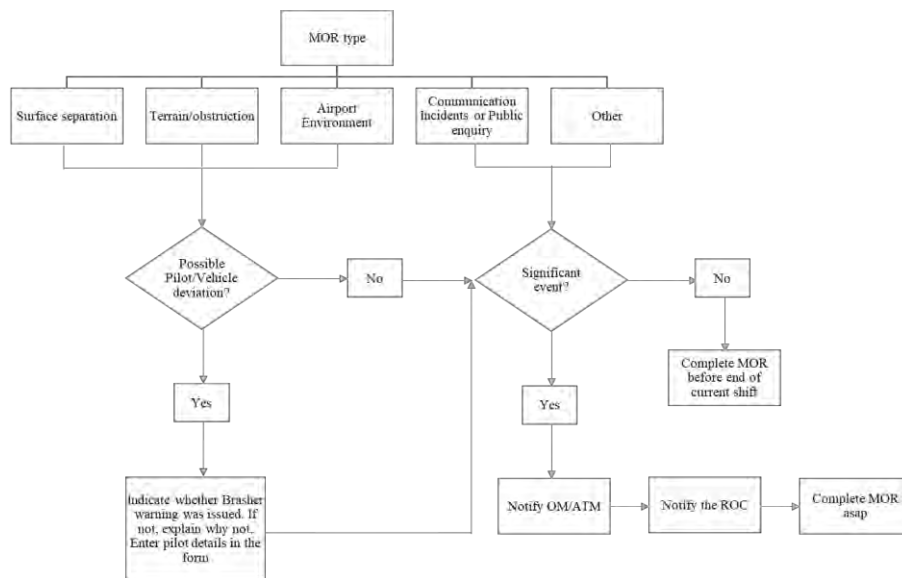 MOR type
Surface separation
Terrain/obstruction
Airport
Environment
Communication
Incidents or Public
enquiry
Other
Possible
Pilot/Vehicle
deviation?
No
Significant
event?
No
Complete MOR
before end of
current shift
Yes
Yes
Indicate whether Brasher
warning was issued. If
not, explain why not.
Enter pilot details in the
form
Notify OM/ATM
Notify the ROC
Complete MOR
asap